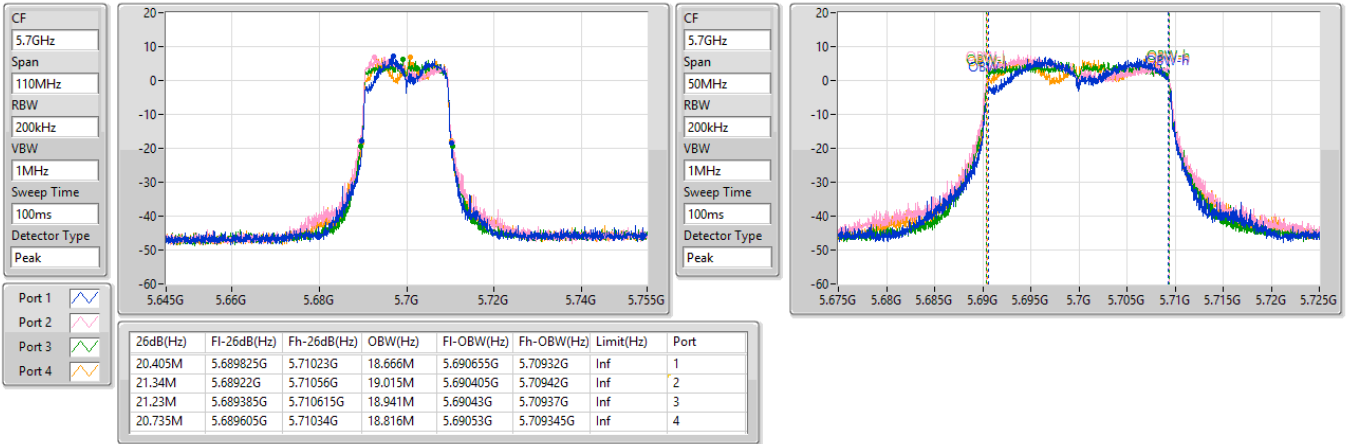 CF
5.7GHz
Span
110MHz
RBW
200kHz
VBW
1MHz
Sweep Time
100ms
Detector Type
Peak
Port 1
Port 2
Port 3
Port 4
20-
10-
0-
-10-
-20-
-30-
-40-
-50-
-60-
5.645G 5.66G 5.68G 5.7G 5.72G 5.74G 5.755G
CF
5.7GHz
Span
50MHz
RBW
200kHz
VBW
1MHz
Sweep Time
100ms
Detector Type
Peak
20-
10-
0-
-10-
-20-
-30-
-40-
-50-
-60-
OBW-h
5.675G 5.68G 5.685G 5.69G 5.695G 5.7G 5.705G 5.71G 5.715G 5.72G 5.725G
26dB(Hz) Fl-26dB(Hz) Fh-26dB(Hz) OBW(Hz) Fl-OBW(Hz) Fh-OBW(Hz) Limit(Hz) Port
20.405M 5.689825G 5.71023G 18.666M 5.690655G 5.70932G Inf 1
21.34M 5.68922G 5.71056G 19.015M 5.690405G 5.70942G Inf 2
21.23M 5.689385G 5.710615G 18.941M 5.69043G 5.70937G Inf 3
20.735M 5.689605G 5.71034G 18.816M 5.69053G 5.709345G Inf 4